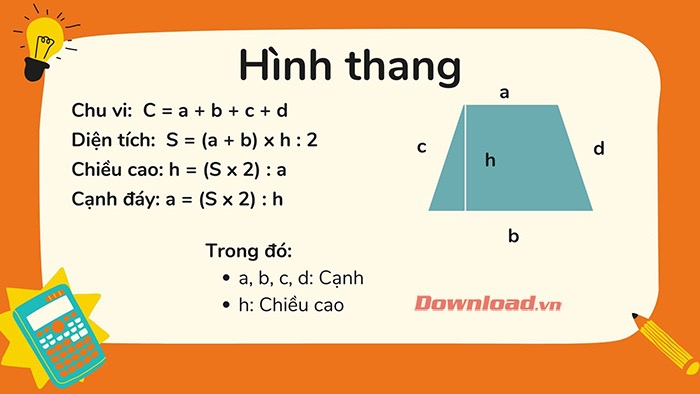 Hình thang
Chu vi: C = a + b + c + d
Diện tích: S = (a + b) x h : 2
Chiều cao: h = (S x 2) : a
Cạnh đáy: a = (S x 2) : h
a
c
h
d
b
Trong đó:
• a, b, c, d: Cạnh
• h: Chiều cao
Download.vn